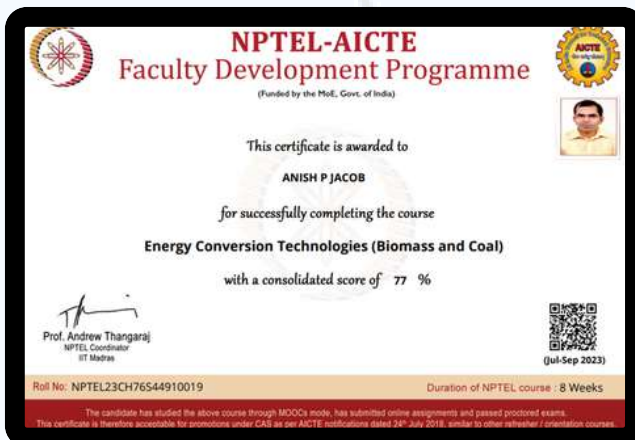 NPTEL-AICTE
Faculty Development Programme
(Funded by the MoE, Govt. of India)
AICTE
This certificate is awarded to
ANISH P JACOB
for successfully completing the course
Energy Conversion Technologies (Biomass and Coal)
with a consolidated score of 77 %
Prof. Andrew Thangaraj
NPTEL Coordinator
IIT Madras
(Jul-Sep 2023)
Roll No: NPTEL23CH76S44910019
Duration of NPTEL course : 8 Weeks
The candidate has studied the above course through MOOCs mode, has submitted online assignments and passed proctored exams.
This certificate is therefore acceptable for promotions under CAS as per AICTE notifications dated 24th July 2018, similar to other refresher / orientation courses.